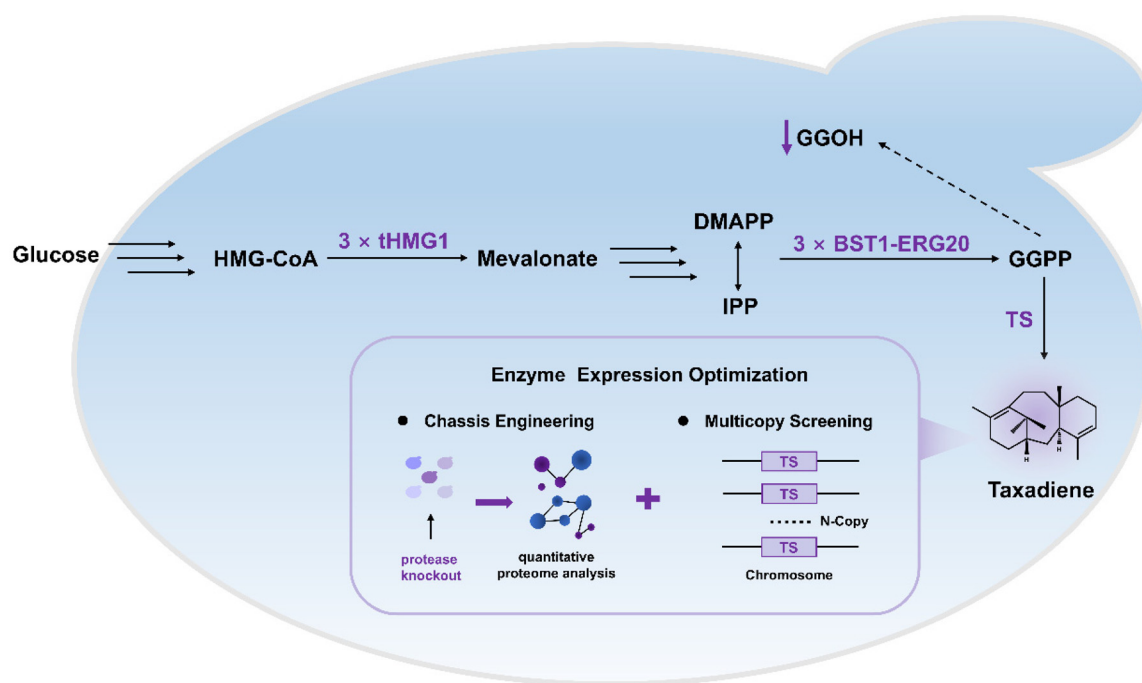 GGOH
DMAPP
3 × tHMG1
3 × BST1-ERG20
Glucose
HMG-CoA
Mevalonate
GGPP
IPP
TS
Enzyme Expression Optimization
Chassis Engineering
Multicopy Screening
TS
TS
N-Copy
TS
protease
knockout
quantitative
proteome analysis
Chromosome
H
H
Taxadiene